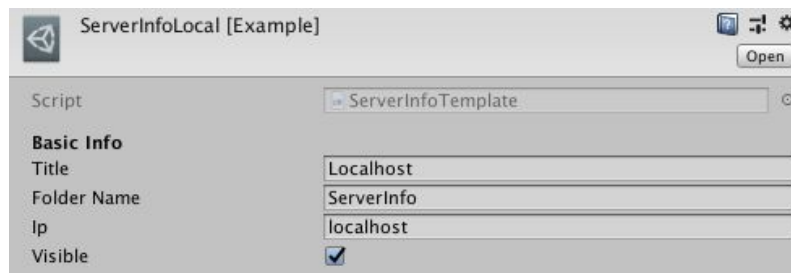 ServerInfoLocal [Example]
Open
Script ServerInfoTemplate
Basic Info
Title Localhost
Folder Name ServerInfo
Ip localhost
Visible